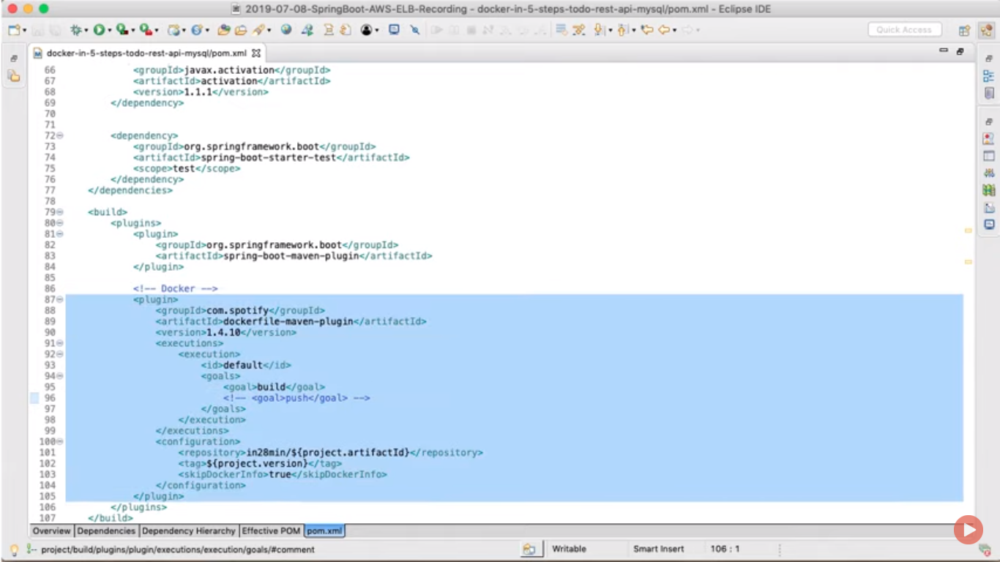 2019-07-08-SpringBoot-AWS-ELB-Recording - docker-in-5-steps-todo-rest-api-mysql/pom.xml - Eclipse IDE
Quick Access
docker-in-5-steps-todo-rest-api-mysql/pom.xml
66 <groupId>javax.activation</groupId>
67 <artifactId>activation</artifactId>
68 <version>1.1.1</version>
69 </dependency>
70
71
72 <dependency>
73 <groupId>org.springframework.boot</groupId>
74 <artifactId>spring-boot-starter-test</artifactId>
75 <scope>test</scope>
76 </dependency>
77 </dependencies>
78
79 <build>
80 <plugins>
81 <plugin>
82 <groupId>org.springframework.boot</groupId>
83 <artifactId>spring-boot-maven-plugin</artifactId>
84 </plugin>
85
86 <!-- Docker -->
87 <plugin>
88 <groupId>com.spotify</groupId>
89 <artifactId>dockerfile-maven-plugin</artifactId>
90 <version>1.4.10</version>
91 <executions>
92 <execution>
93 <id>default</id>
94 <goals>
95 <goal>build</goal>
96 <!-- <goal>push</goal> -->
97 </goals>
98 </execution>
99 </executions>
100 <configuration>
101 <repository>in28min/${project.artifactId}</repository>
102 <tag>${project.version}</tag>
103 <skipDockerInfo>true</skipDockerInfo>
104 </configuration>
105 </plugin>
106 </plugins>
107 </build>
Overview Dependencies Dependency Hierarchy Effective POM pom.xml
project/build/plugins/plugin/executions/execution/goals/#comment Writable Smart Insert 106 : 1